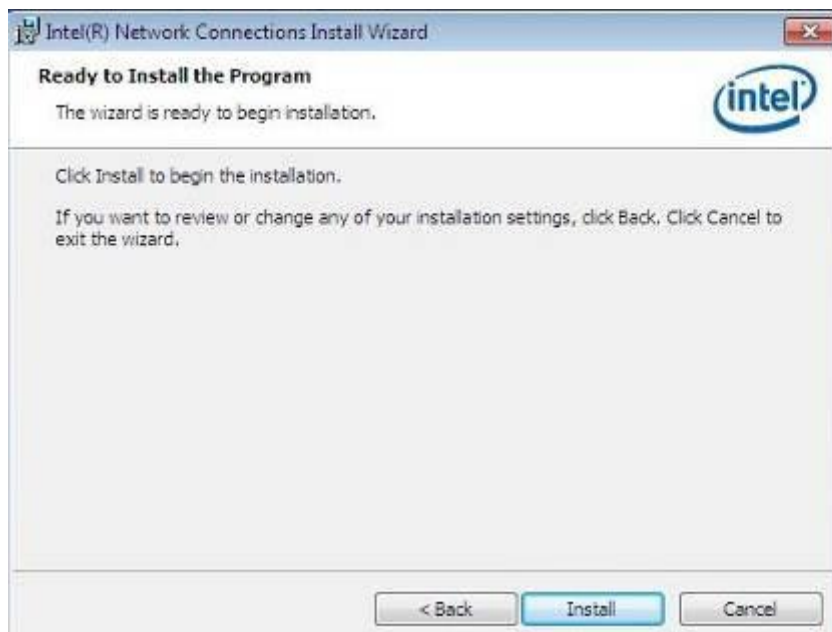 Intel(R) Network Connections Install Wizard
Ready to Install the Program
The wizard is ready to begin installation.
intel
Click Install to begin the installation.
If you want to review or change any of your installation settings, click Back. Click Cancel to
exit the wizard.
< Back
Install
Cancel